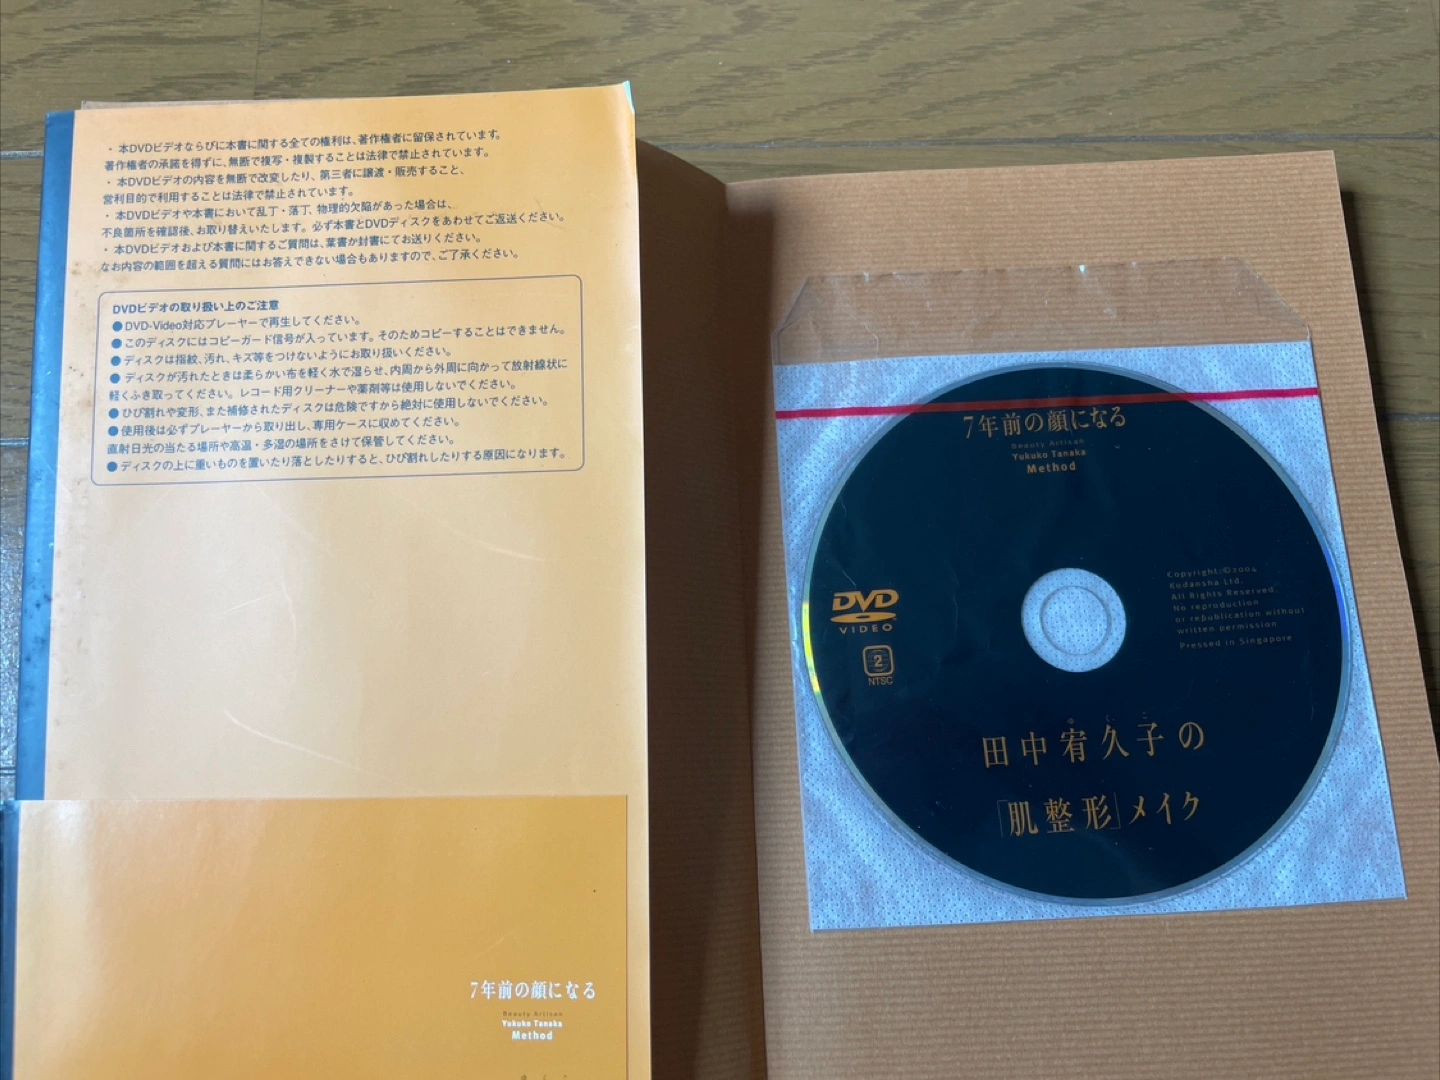 ・本DVDビデオならびに本書に関する全ての権利は、著作権者に留保されています。
著作権者の承諾を得ずに、無断で複写・複製することは法律で禁止されています。
・本DVDビデオの内容を無断で改変したり、第三者に譲渡・販売すること、
営利目的で利用することは法律で禁止されています。
・本DVDビデオや本書において乱丁・落丁、物理的欠陥があった場合は、
不良箇所を確認後、お取り替えいたします。必ず本書とDVDディスクをあわせてご返送ください。
・本DVDビデオおよび本書に関するご質問は、葉書か封書にてお送りください。
なお内容の範囲を超える質問にはお答えできない場合もありますので、ご了承ください。
DVDビデオの取り扱い上のご注意
●DVD-Video対応プレーヤーで再生してください。
●このディスクにはコピーガード信号が入っています。そのためコピーすることはできません。
●ディスクは指紋、汚れ、キズ等をつけないようにお取り扱いください。
●ディスクが汚れたときは柔らかい布を軽く水で湿らせ、内周から外周に向かって放射線状に
軽くふき取ってください。レコード用クリーナーや薬剤等は使用しないでください。
●ひび割れや変形、また補修されたディスクは危険ですから絶対に使用しないでください。
●使用後は必ずプレーヤーから取り出し、専用ケースに収めてください。
直射日光の当たる場所や高温・多湿の場所をさけて保管してください。
●ディスクの上に重いものを置いたり落としたりすると、ひび割れしたりする原因になります。
7年前の顔になる
Beauty Artisan
Yukuko Tanaka
Method
7年前の顔になる
Beauty Artisan
Yukuko Tanaka
Method
DVD
VIDEO
2
NTSC
Copyright:©2004
Kodansha Ltd.
All Rights Reserved.
No reproduction
or republication without
written permission
Pressed in Singapore
ゆくこ
田中宥久子の
「肌整形」メイク